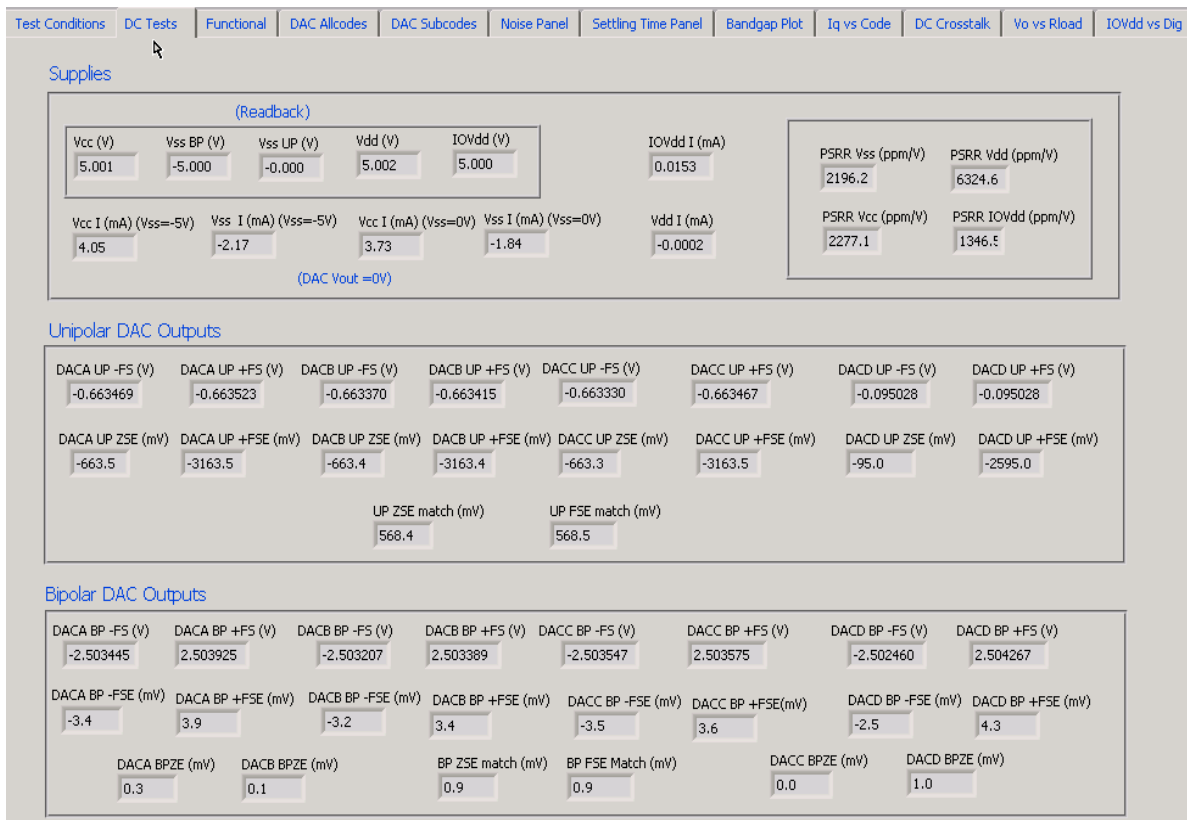 Test Conditions DC Tests Functional DAC Allcodes DAC Subcodes Noise Panel Settling Time Panel Bandgap Plot Iq vs Code DC Crosstalk Vo vs Rload IOVdd vs Dig
Supplies
(Readback)
Vcc (V) Vss BP (V) Vss UP (V) Vdd (V) IOVdd (V) IOVdd I (mA)
5.001 -5.000 -0.000 5.002 5.000 0.0153
PSRR Vss (ppm/V) PSRR Vdd (ppm/V)
2196.2 6324.6
Vcc I (mA) (Vss=-5V) Vss I (mA) (Vss=-5V) Vcc I (mA) (Vss=0V) Vss I (mA) (Vss=0V) Vdd I (mA)
4.05 -2.17 3.73 -1.84 -0.0002
PSRR Vcc (ppm/V) PSRR IOVdd (ppm/V)
2277.1 1346.5
(DAC Vout =0V)
Unipolar DAC Outputs
DACA UP -FS (V) DACA UP +FS (V) DACB UP -FS (V) DACB UP +FS (V) DACC UP -FS (V) DACC UP +FS (V) DACD UP -FS (V) DACD UP +FS (V)
-0.663469 -0.663523 -0.663370 -0.663415 -0.663330 -0.663467 -0.095028 -0.095028
DACA UP ZSE (mV) DACA UP +FSE (mV) DACB UP ZSE (mV) DACB UP +FSE (mV) DACC UP ZSE (mV) DACC UP +FSE (mV) DACD UP ZSE (mV) DACD UP +FSE (mV)
-663.5 -3163.5 -663.4 -3163.4 -663.3 -3163.5 -95.0 -2595.0
UP ZSE match (mV) UP FSE match (mV)
568.4 568.5
Bipolar DAC Outputs
DACA BP -FS (V) DACA BP +FS (V) DACB BP -FS (V) DACB BP +FS (V) DACC BP -FS (V) DACC BP +FS (V) DACD BP -FS (V) DACD BP +FS (V)
-2.503445 2.503925 -2.503207 2.503389 -2.503547 2.503575 -2.502460 2.504267
DACA BP -FSE (mV) DACA BP +FSE (mV) DACB BP -FSE (mV) DACB BP +FSE (mV) DACC BP -FSE (mV) DACC BP +FSE(mV) DACD BP -FSE (mV) DACD BP +FSE (mV)
-3.4 3.9 -3.2 3.4 -3.5 3.6 -2.5 4.3
DACA BPZE (mV) DACB BPZE (mV) BP ZSE match (mV) BP FSE Match (mV) DACC BPZE (mV) DACD BPZE (mV)
0.3 0.1 0.9 0.9 0.0 1.0